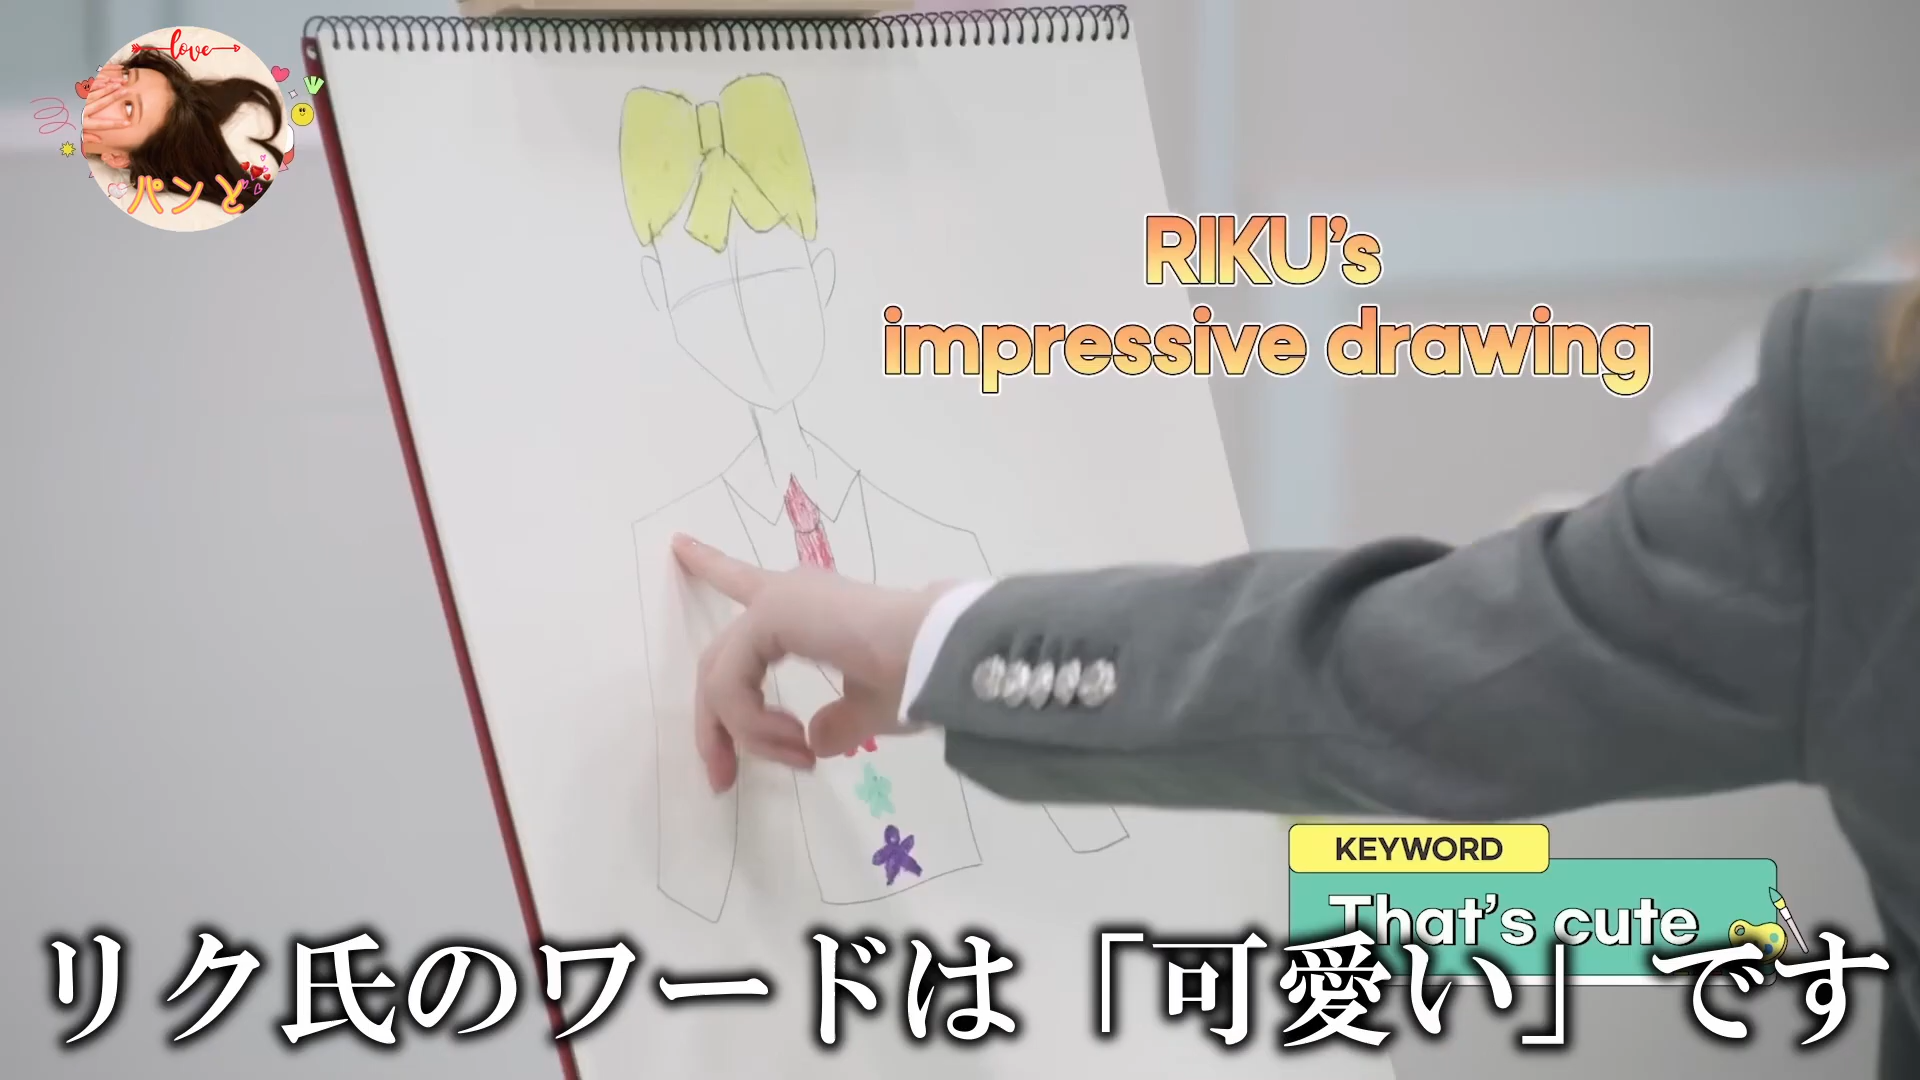 love
パンと
RIKU's
impressive drawing
KEYWORD
That's cute
リク氏のワードは「可愛い」です